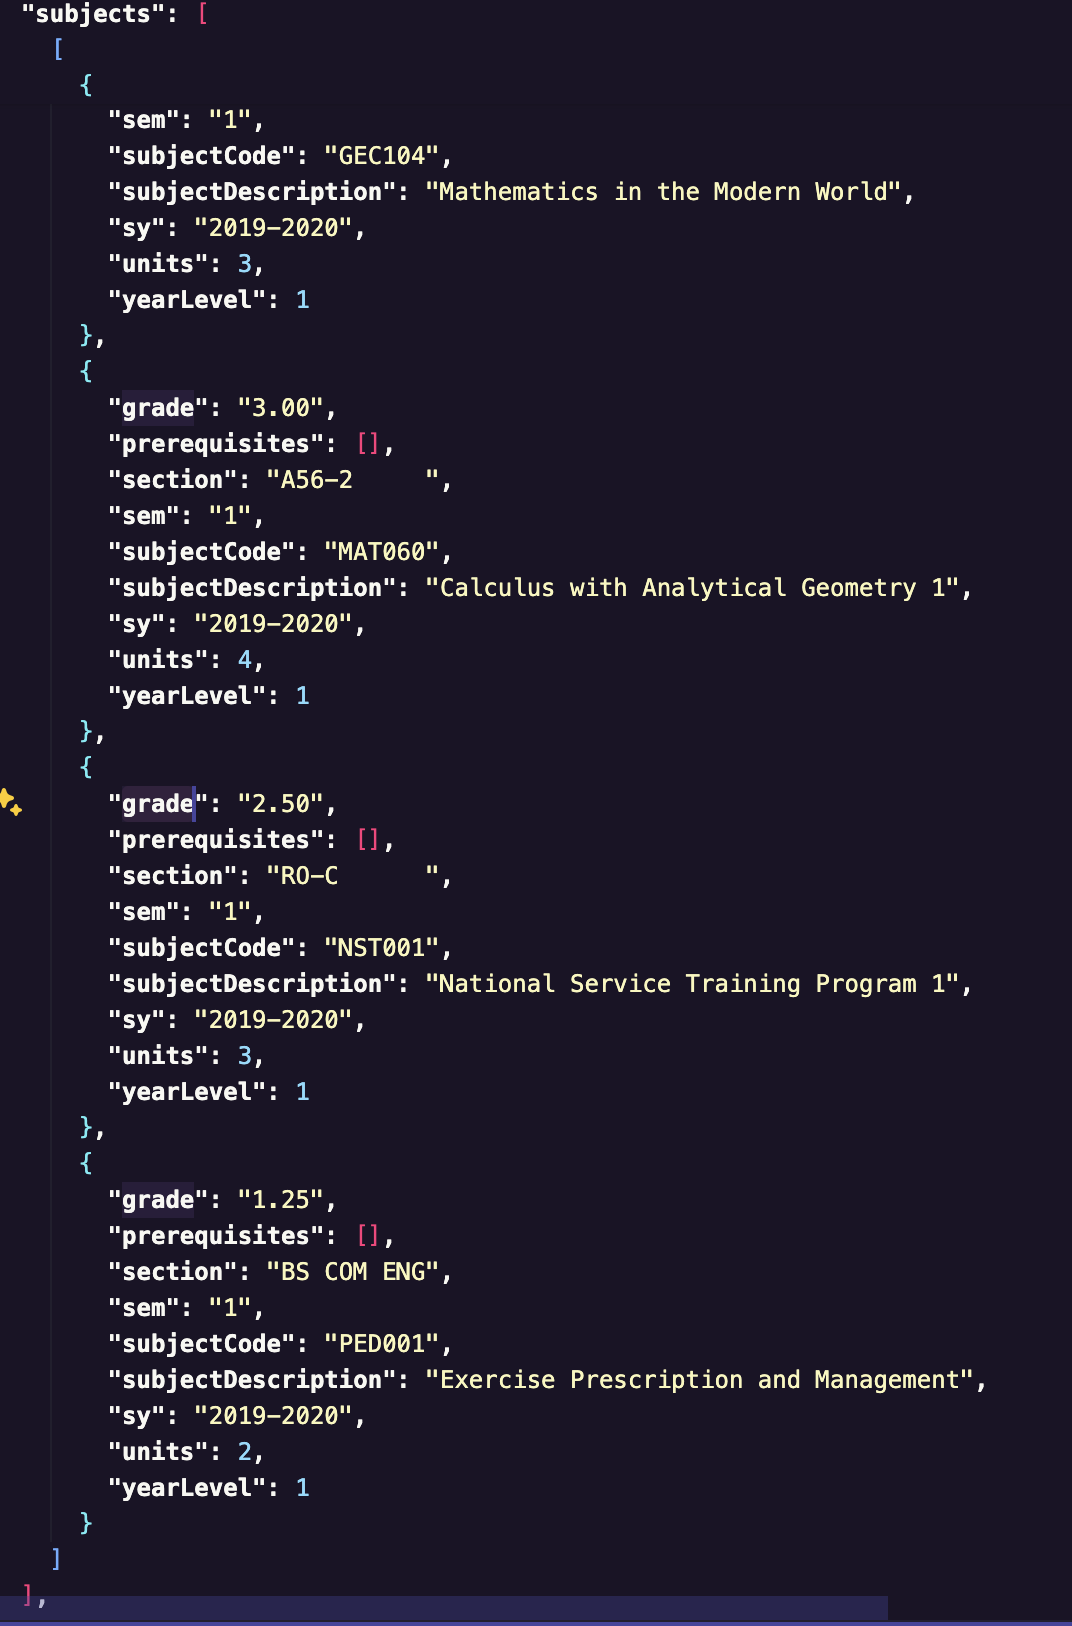 "subjects": [
[
{
"sem": "1",
"subjectCode": "GEC104",
"subjectDescription": "Mathematics in the Modern World",
"sy": "2019-2020",
"units": 3,
"yearLevel": 1
},
{
"grade": "3.00",
"prerequisites": [],
"section": "A56-2     ",
"sem": "1",
"subjectCode": "MAT060",
"subjectDescription": "Calculus with Analytical Geometry 1",
"sy": "2019-2020",
"units": 4,
"yearLevel": 1
},
{
"grade": "2.50",
"prerequisites": [],
"section": "RO-C      ",
"sem": "1",
"subjectCode": "NST001",
"subjectDescription": "National Service Training Program 1",
"sy": "2019-2020",
"units": 3,
"yearLevel": 1
},
{
"grade": "1.25",
"prerequisites": [],
"section": "BS COM ENG",
"sem": "1",
"subjectCode": "PED001",
"subjectDescription": "Exercise Prescription and Management",
"sy": "2019-2020",
"units": 2,
"yearLevel": 1
}
]
],